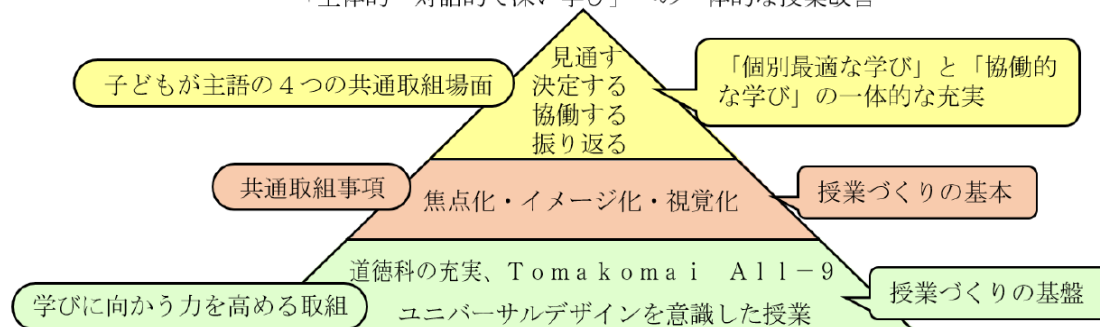 「主体的・対話的で深い学び」への一体的な授業改善
見通す
決定する
協働する
振り返る
子どもが主語の４つの共通取組場面
「個別最適な学び」と「協働的
な学び」の一体的な充実
共通取組事項
焦点化・イメージ化・視覚化
授業づくりの基本
道徳科の充実、Ｔｏｍａｋｏｍａｉ　Ａｌｌ－９
ユニバーサルデザインを意識した授業
学びに向かう力を高める取組
授業づくりの基盤